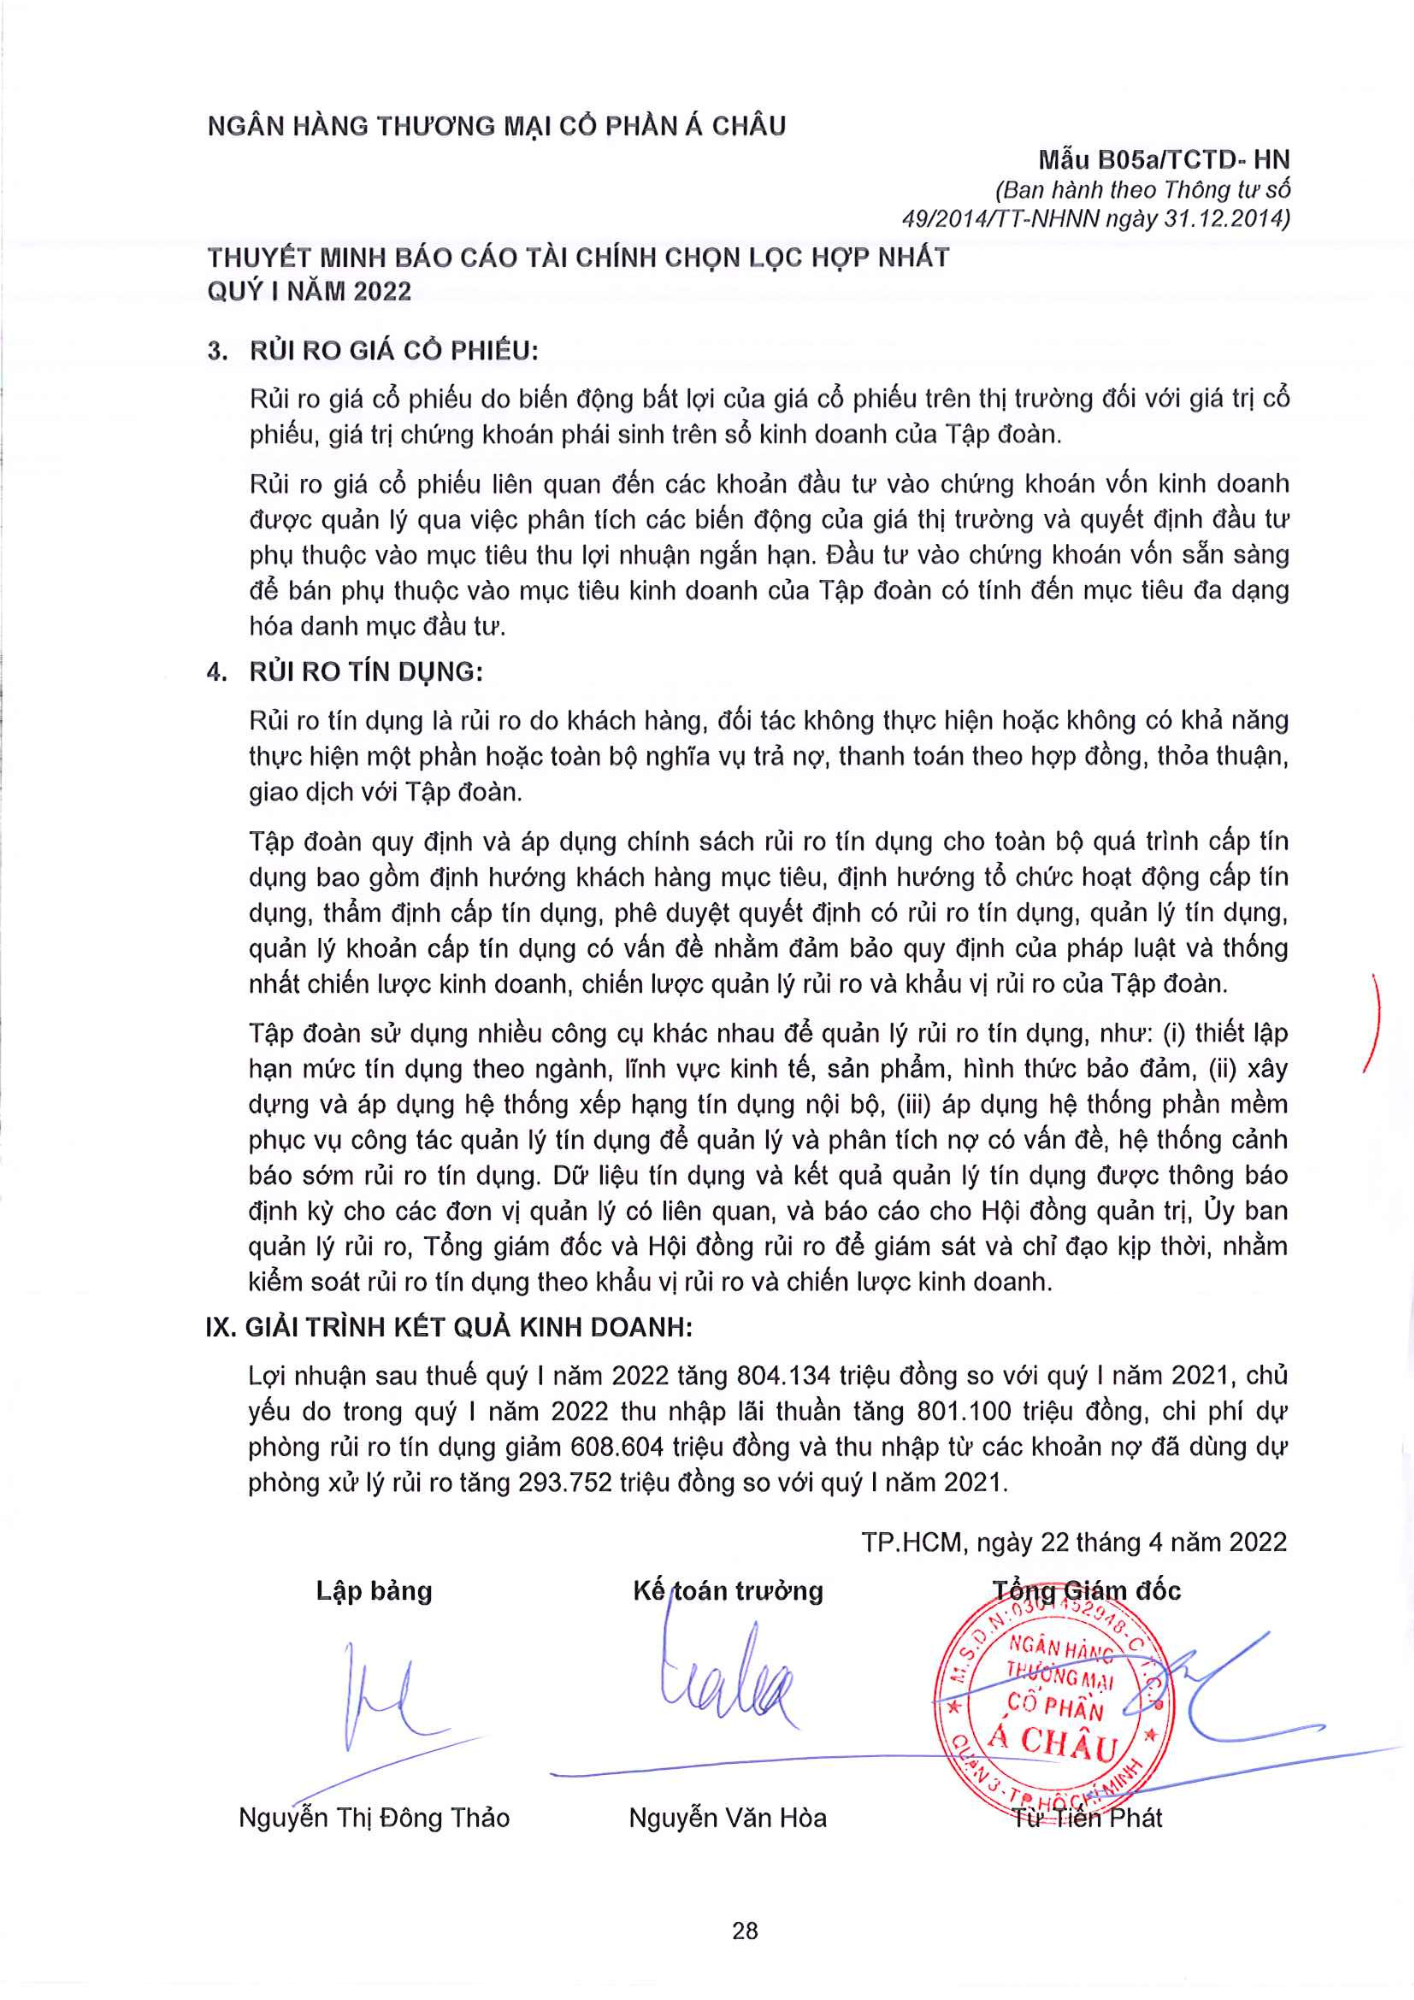 NGÂN HÀNG THƯƠNG MẠI CỔ PHẦN Á CHÂU
Mẫu B05a/TCTD- HN
(Ban hành theo Thông tư số
49/2014/TT-NHNN ngày 31.12.2014)
THUYẾT MINH BÁO CÁO TÀI CHÍNH CHỌN LỌC HỢP NHẤT
QUÝ I NĂM 2022
3. RỦI RO GIÁ CỔ PHIẾU:
Rủi ro giá cổ phiếu do biến động bất lợi của giá cổ phiếu trên thị trường đối với giá trị cổ
phiếu, giá trị chứng khoán phái sinh trên sổ kinh doanh của Tập đoàn.
Rủi ro giá cổ phiếu liên quan đến các khoản đầu tư vào chứng khoán vốn kinh doanh
được quản lý qua việc phân tích các biến động của giá thị trường và quyết định đầu tư
phụ thuộc vào mục tiêu thu lợi nhuận ngắn hạn. Đầu tư vào chứng khoán vốn sẵn sàng
để bán phụ thuộc vào mục tiêu kinh doanh của Tập đoàn có tính đến mục tiêu đa dạng
hóa danh mục đầu tư.
4. RỦI RO TÍN DỤNG:
Rủi ro tín dụng là rủi ro do khách hàng, đối tác không thực hiện hoặc không có khả năng
thực hiện một phần hoặc toàn bộ nghĩa vụ trả nợ, thanh toán theo hợp đồng, thỏa thuận,
giao dịch với Tập đoàn.
Tập đoàn quy định và áp dụng chính sách rủi ro tín dụng cho toàn bộ quá trình cấp tín
dụng bao gồm định hướng khách hàng mục tiêu, định hướng tổ chức hoạt động cấp tín
dụng, thẩm định cấp tín dụng, phê duyệt quyết định có rủi ro tín dụng, quản lý tín dụng,
quản lý khoản cấp tín dụng có vấn đề nhằm đảm bảo quy định của pháp luật và thống
nhất chiến lược kinh doanh, chiến lược quản lý rủi ro và khẩu vị rủi ro của Tập đoàn.
Tập đoàn sử dụng nhiều công cụ khác nhau để quản lý rủi ro tín dụng, như: (i) thiết lập
hạn mức tín dụng theo ngành, lĩnh vực kinh tế, sản phẩm, hình thức bảo đảm, (ii) xây
dựng và áp dụng hệ thống xếp hạng tín dụng nội bộ, (iii) áp dụng hệ thống phần mềm
phục vụ công tác quản lý tín dụng để quản lý và phân tích nợ có vấn đề, hệ thống cảnh
báo sớm rủi ro tín dụng. Dữ liệu tín dụng và kết quả quản lý tín dụng được thông báo
định kỳ cho các đơn vị quản lý có liên quan, và báo cáo cho Hội đồng quản trị, Ủy ban
quản lý rủi ro, Tổng giám đốc và Hội đồng rủi ro để giám sát và chỉ đạo kịp thời, nhằm
kiểm soát rủi ro tín dụng theo khẩu vị rủi ro và chiến lược kinh doanh.
IX. GIẢI TRÌNH KẾT QUẢ KINH DOANH:
Lợi nhuận sau thuế quý I năm 2022 tăng 804.134 triệu đồng so với quý I năm 2021, chủ
yếu do trong quý I năm 2022 thu nhập lãi thuần tăng 801.100 triệu đồng, chi phí dự
phòng rủi ro tín dụng giảm 608.604 triệu đồng và thu nhập từ các khoản nợ đã dùng dự
phòng xử lý rủi ro tăng 293.752 triệu đồng so với quý I năm 2021.
TP.HCM, ngày 22 tháng 4 năm 2022
Lập bảng Kế toán trưởng Tổng Giám đốc
M.S.D.N:0301452948-C.T.C.P
NGÂN HÀNG
THƯƠNG MẠI
CỔ PHẦN
Á CHÂU
QUẬN 3-TP.HỒ CHÍ MINH
Nguyễn Thị Đông Thảo Nguyễn Văn Hòa Từ Tiến Phát
28